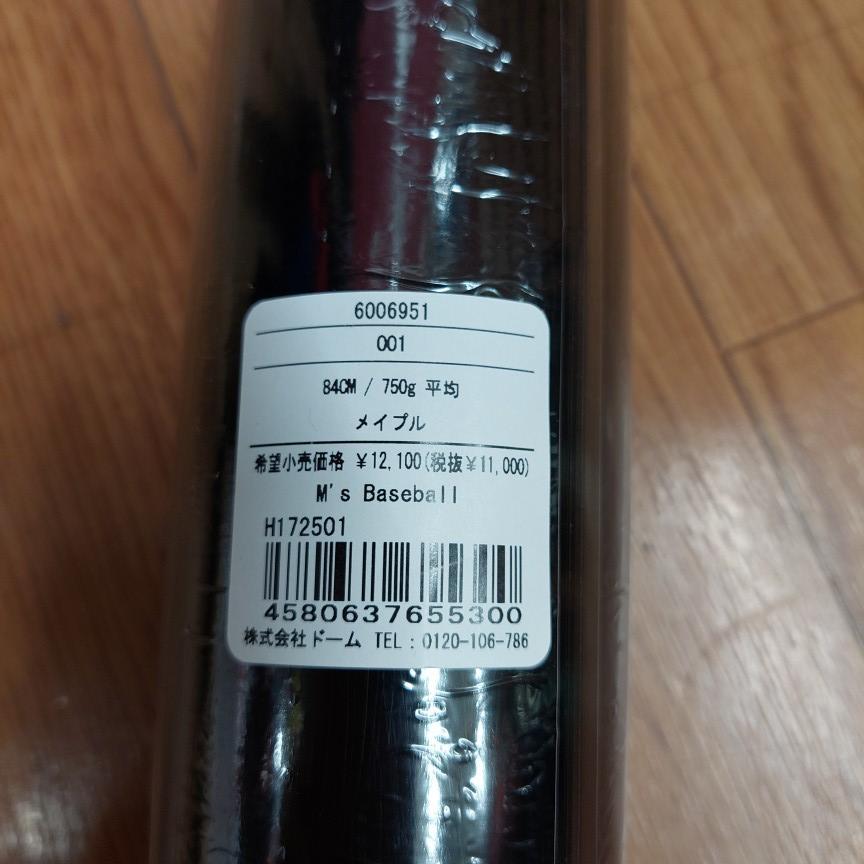 6006951
001
84CM / 750g 平均
メイプル
希望小売価格 ¥12,100(税抜¥11,000)
M's Baseball
H172501
4580637655300
株式会社ドーム TEL : 0120-106-786